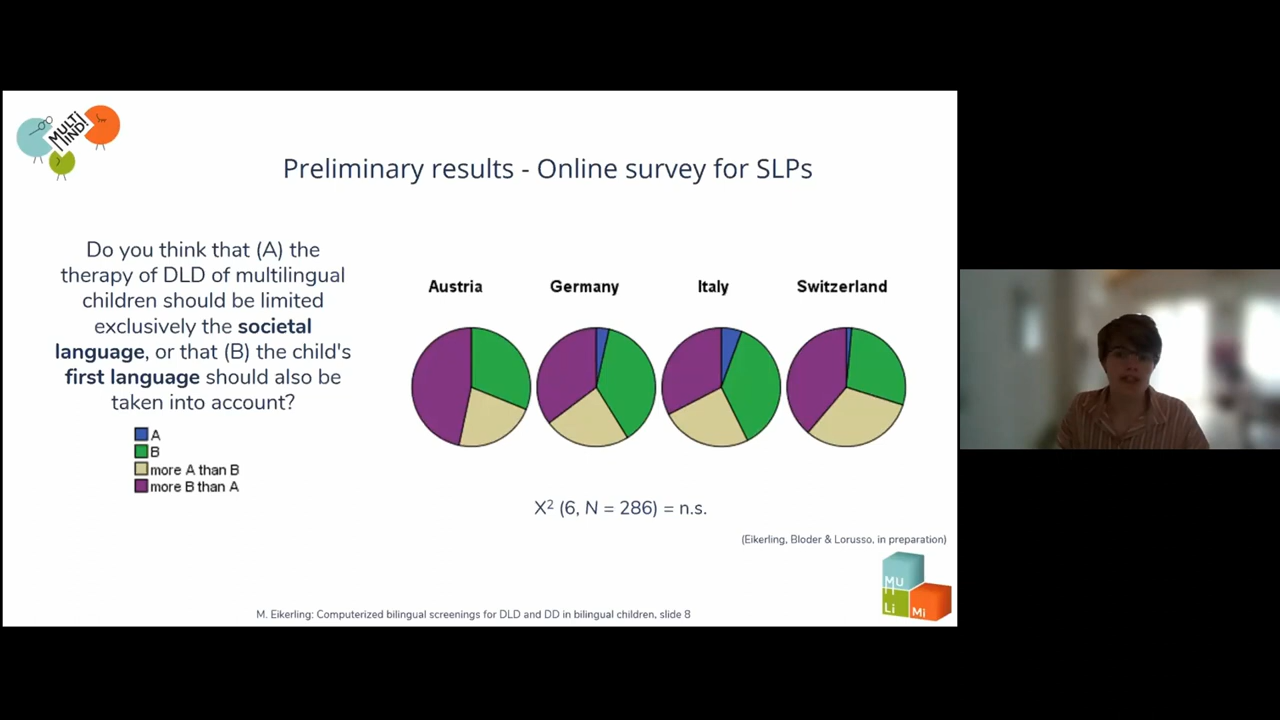 MULTI
MIND!
Preliminary results - Online survey for SLPs
Do you think that (A) the
therapy of DLD of multilingual
children should be limited
exclusively the societal
language, or that (B) the child's
first language should also be
taken into account?
A
B
more A than B
more B than A
Austria
Germany
Italy
Switzerland
X² (6, N = 286) = n.s.
(Eikerling, Bloder & Lorusso, in preparation)
MU
Li
Mi
M. Eikerling: Computerized bilingual screenings for DLD and DD in bilingual children, slide 8